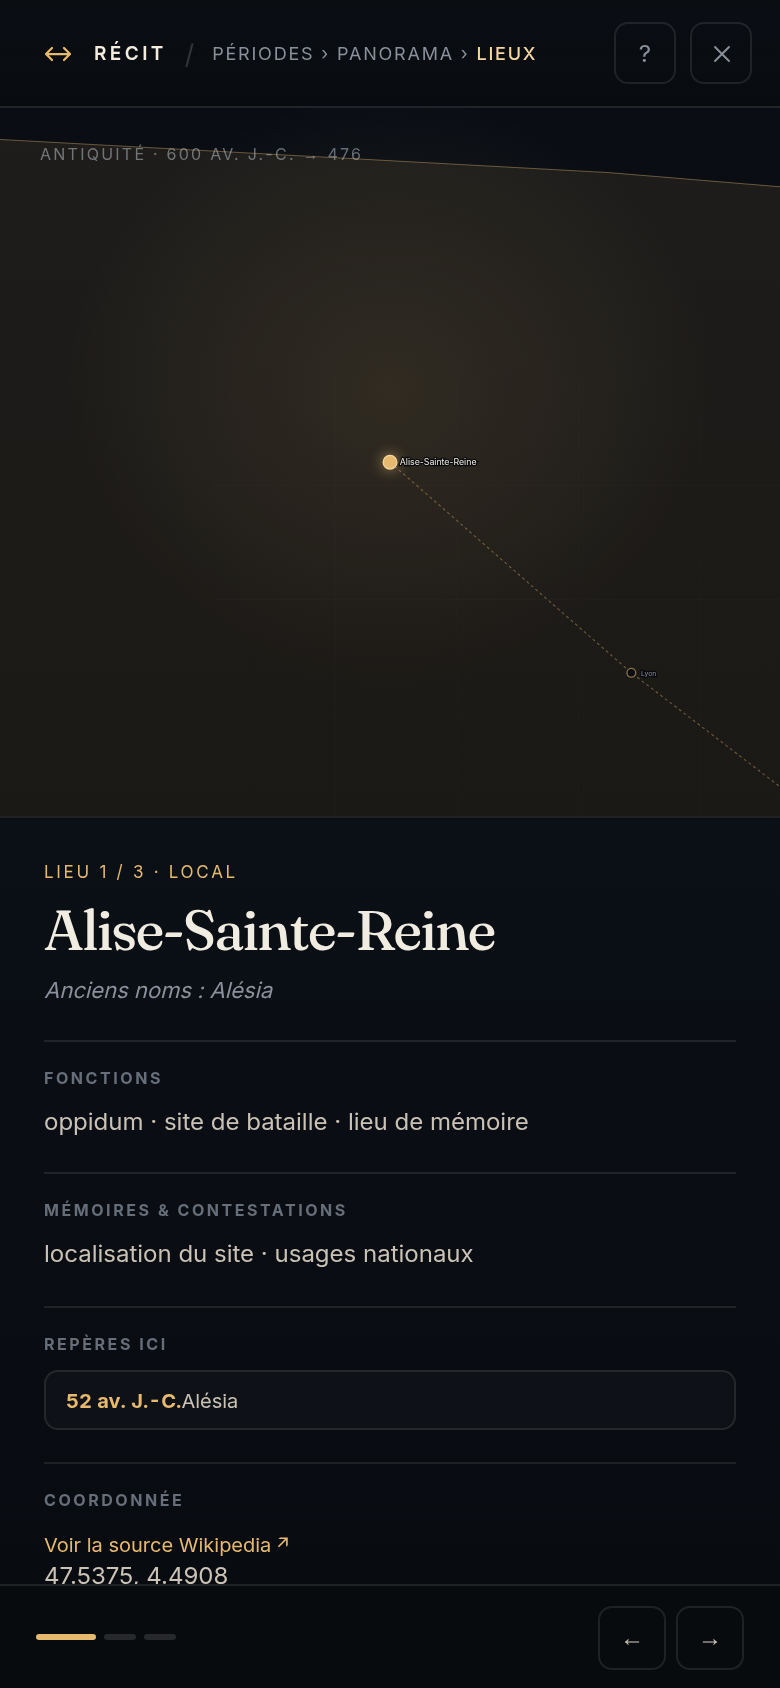 ↔ RÉCIT / PÉRIODES › PANORAMA › LIEUX ? ×
ANTIQUITÉ · 600 AV. J.-C. → 476
Alise-Sainte-Reine
Lyon
LIEU 1 / 3 · LOCAL
Alise-Sainte-Reine
Anciens noms : Alésia
FONCTIONS
oppidum · site de bataille · lieu de mémoire
MÉMOIRES & CONTESTATIONS
localisation du site · usages nationaux
REPÈRES ICI
52 av. J.-C.Alésia
COORDONNÉE
Voir la source Wikipedia ↗
47.5375, 4.4908
← →